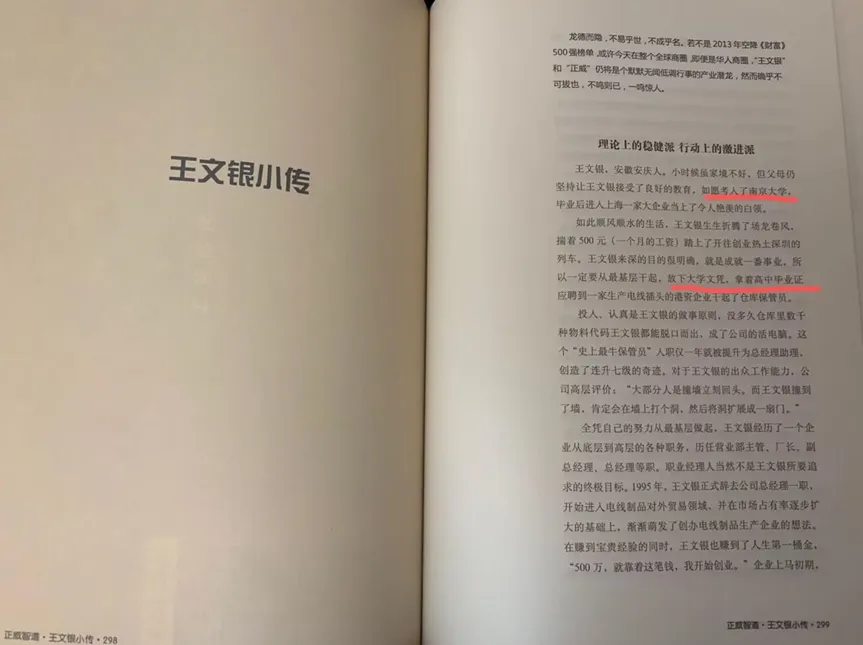 王文银小传
正威智造·王文银小传·298
龙德而隐，不易乎世，不成乎名。若不是2013年空降《财富》
500强榜单，或许今天在整个全球商圈，即便是华人商圈，“王文银”
和“正威”仍将是个默默无闻低调行事的产业潜龙，然而确乎不
可拔也，不鸣则已，一鸣惊人。
理论上的稳健派 行动上的激进派
王文银，安徽安庆人。小时候虽家境不好，但父母仍
坚持让王文银接受了良好的教育，如愿考入了南京大学，
毕业后进入上海一家大企业当上了令人艳羡的白领。
如此顺风顺水的生活，王文银生生折腾了场龙卷风，
揣着500元（一个月的工资）踏上了开往创业热土深圳的
列车。王文银来深的目的很明确，就是成就一番事业，所
以一定要从最基层干起，放下大学文凭，拿着高中毕业证
应聘到一家生产电线插头的港资企业干起了仓库保管员。
投入、认真是王文银的做事原则，没多久仓库里数千
种物料代码王文银都能脱口而出，成了公司的活电脑。这
个“史上最牛保管员”入职仅一年就被提升为总经理助理，
创造了连升七级的奇迹。对于王文银的出众工作能力，公
司高层评价：“大部分人是撞墙立刻回头。而王文银撞到
了墙，肯定会在墙上打个洞，然后将洞扩展成一扇门。”
全凭自己的努力从最基层做起，王文银经历了一个企
业从底层到高层的各种职务，历任营业部主管、厂长、副
总经理、总经理等职。职业经理人当然不是王文银所要追
求的终极目标。1995年，王文银正式辞去公司总经理一职，
开始进入电线制品对外贸易领域，并在市场占有率逐步扩
大的基础上，渐渐萌发了创办电线制品生产企业的想法。
在赚到宝贵经验的同时，王文银也赚到了人生第一桶金，
“500万，就靠着这笔钱，我开始创业。”企业上马初期，
正威智造·王文银小传·299